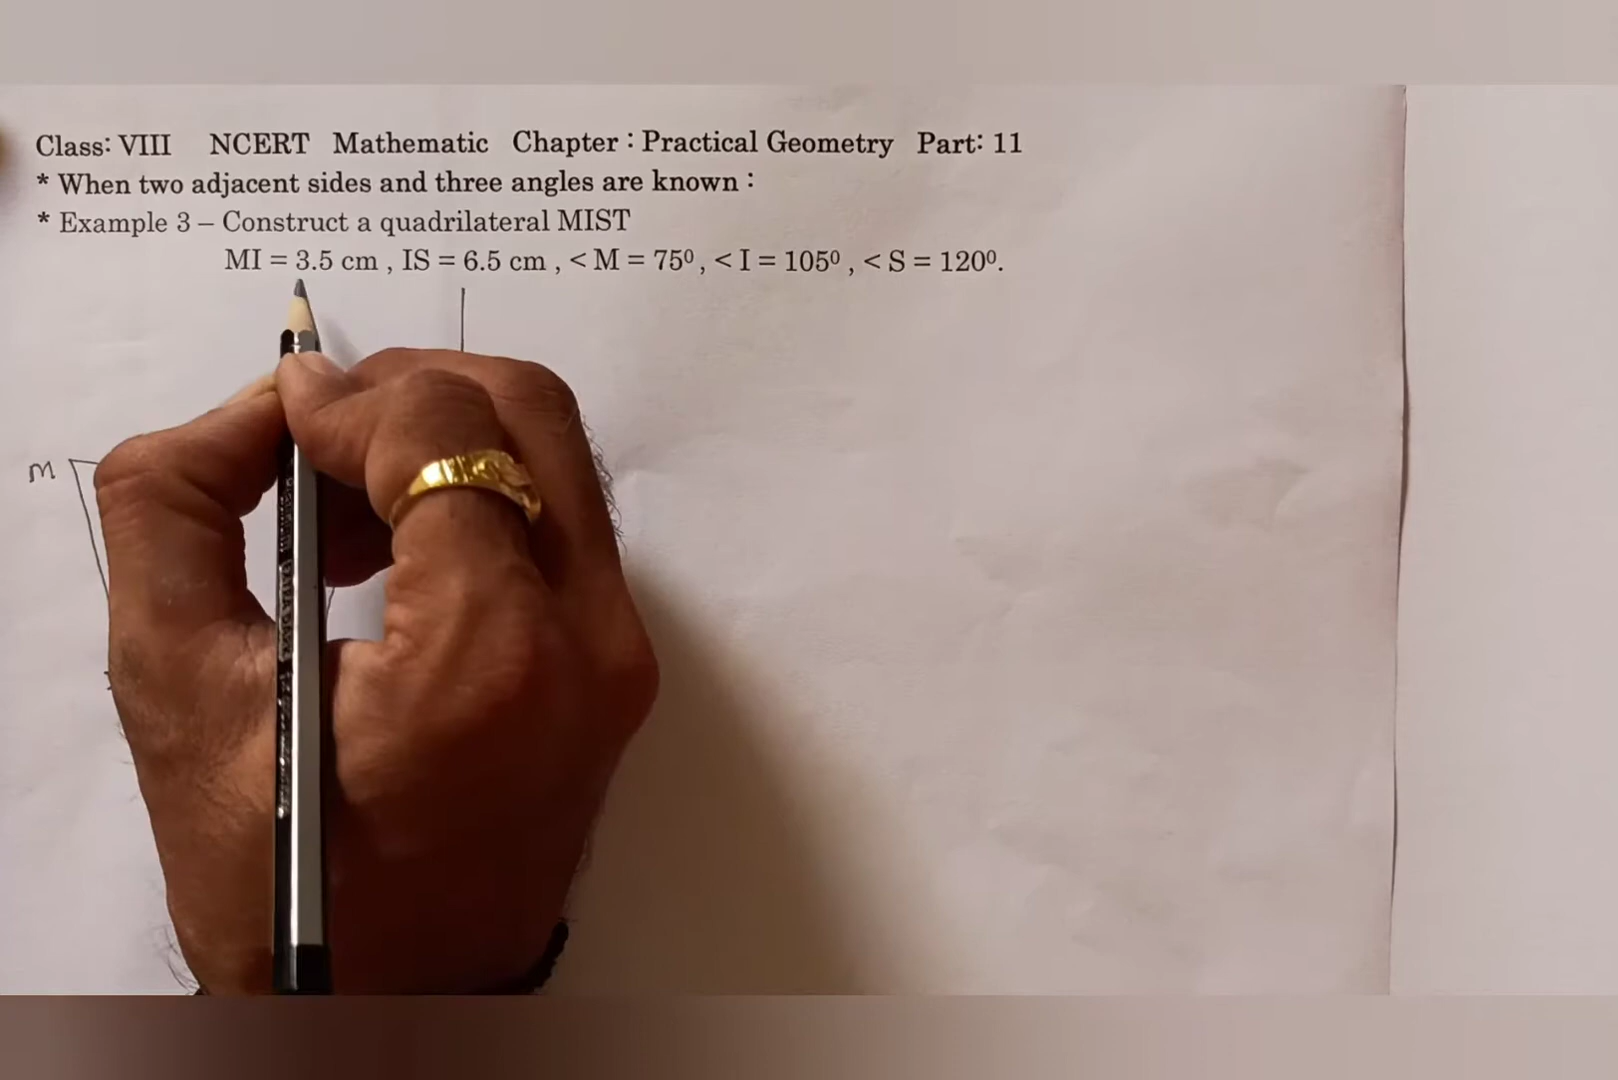 Class: VIII NCERT Mathematic Chapter : Practical Geometry Part: 11
* When two adjacent sides and three angles are known :
* Example 3 – Construct a quadrilateral MIST
MI = 3.5 cm , IS = 6.5 cm , < M = 75⁰ , < I = 105⁰ , < S = 120⁰.
M